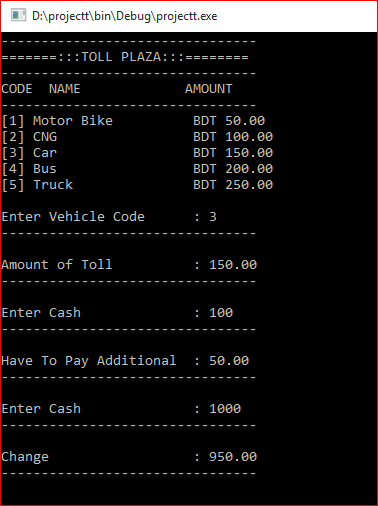 D:\projectt\bin\Debug\projectt.exe
--------------------------------
=======:::TOLL PLAZA:::========
--------------------------------
CODE  NAME             AMOUNT
--------------------------------
[1] Motor Bike          BDT 50.00
[2] CNG                 BDT 100.00
[3] Car                 BDT 150.00
[4] Bus                 BDT 200.00
[5] Truck               BDT 250.00
Enter Vehicle Code      : 3
--------------------------------
Amount of Toll          : 150.00
--------------------------------
Enter Cash              : 100
--------------------------------
Have To Pay Additional  : 50.00
--------------------------------
Enter Cash              : 1000
--------------------------------
Change                  : 950.00
--------------------------------